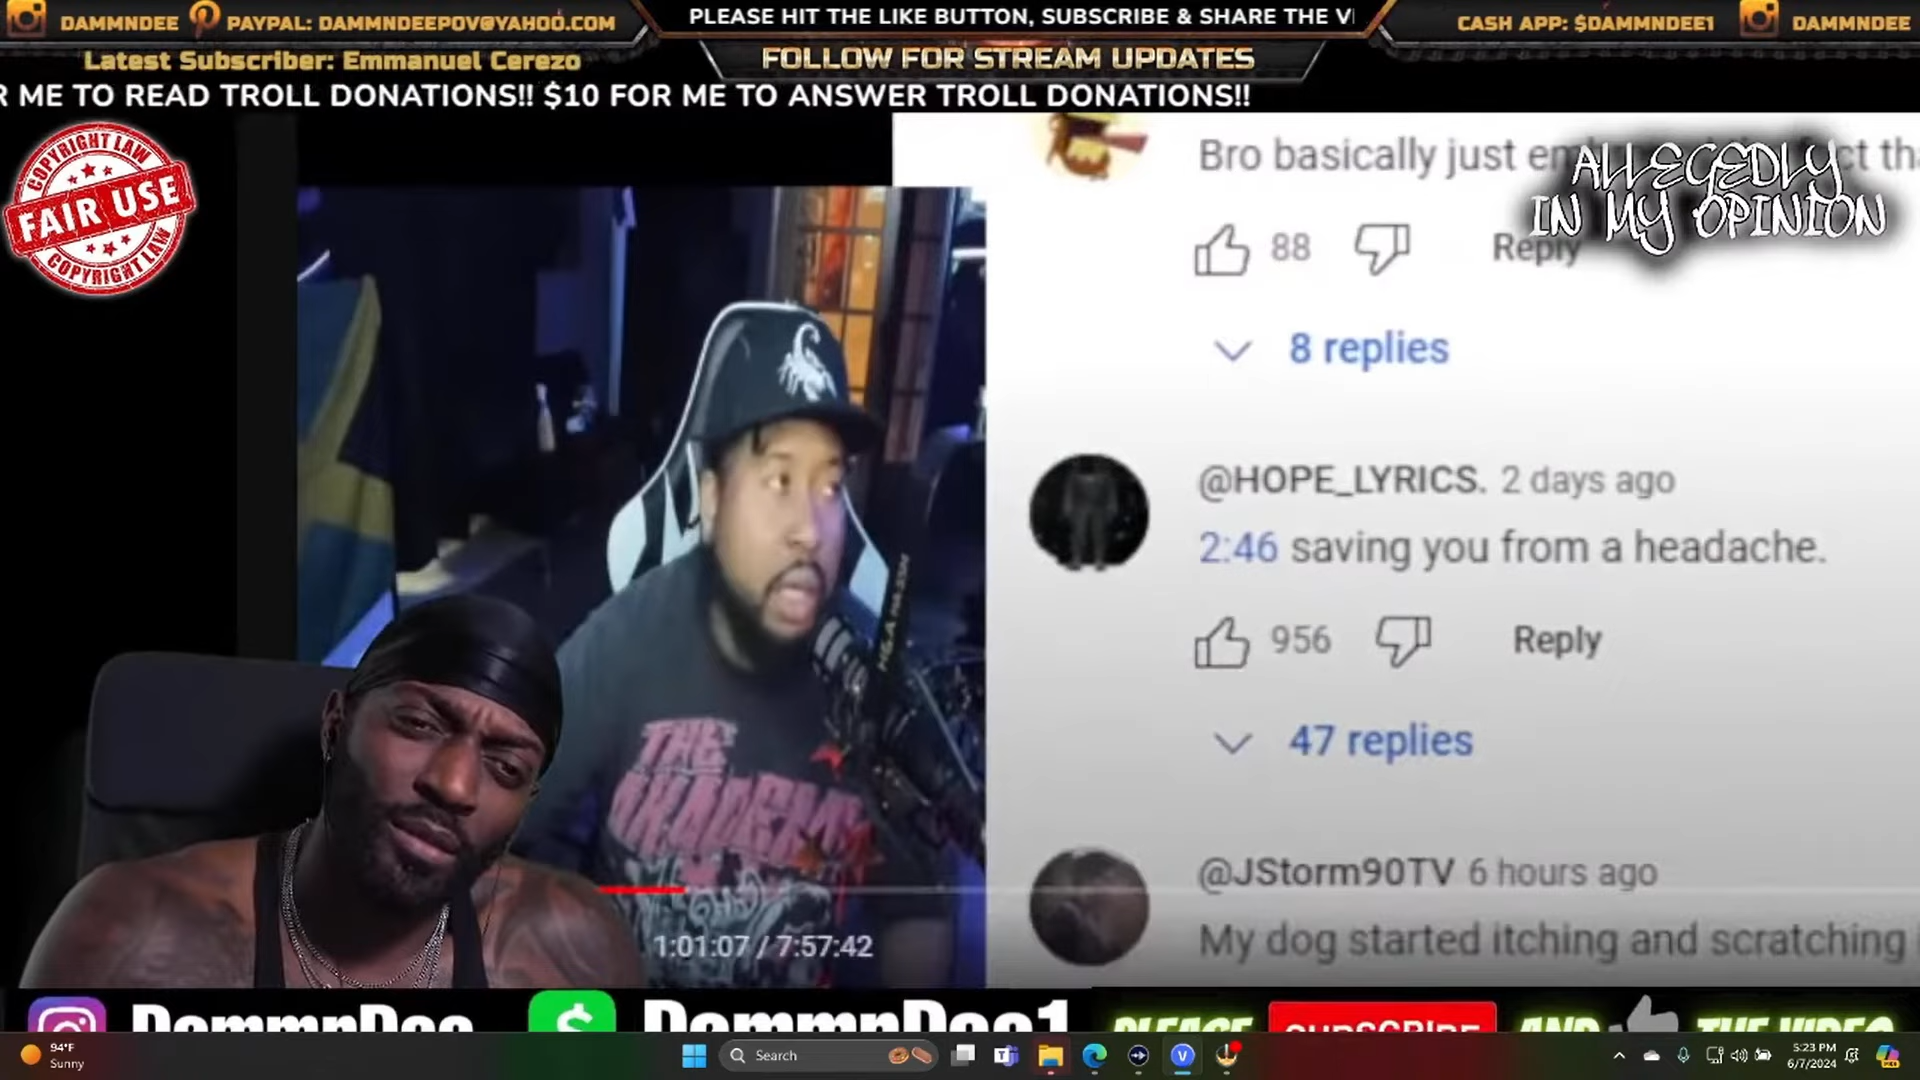 DAMMNDEE
PAYPAL: DAMMNDEEPOV@YAHOO.COM
PLEASE HIT THE LIKE BUTTON, SUBSCRIBE & SHARE THE V
CASH APP: $DAMMNDEE1
DAMMNDEE
Latest Subscriber: Emmanuel Cerezo
FOLLOW FOR STREAM UPDATES
R ME TO READ TROLL DONATIONS!! $10 FOR ME TO ANSWER TROLL DONATIONS!!
COPYRIGHT LAW
FAIR USE
COPYRIGHT LAW
Bro basically just
ALLEGEDLY
IN MY OPINION
88 Reply
8 replies
@HOPE_LYRICS. 2 days ago
2:46 saving you from a headache.
956 Reply
47 replies
@JStorm90TV 6 hours ago
My dog started itching and scratching
THE
AKADEMIKS
1:01:07 / 7:57:42
DammnDee
$
DammnDee1
PLEASE
SUBSCRIBE
AND
THE VIDEO
94°F
Sunny
Search
5:23 PM
6/7/2024